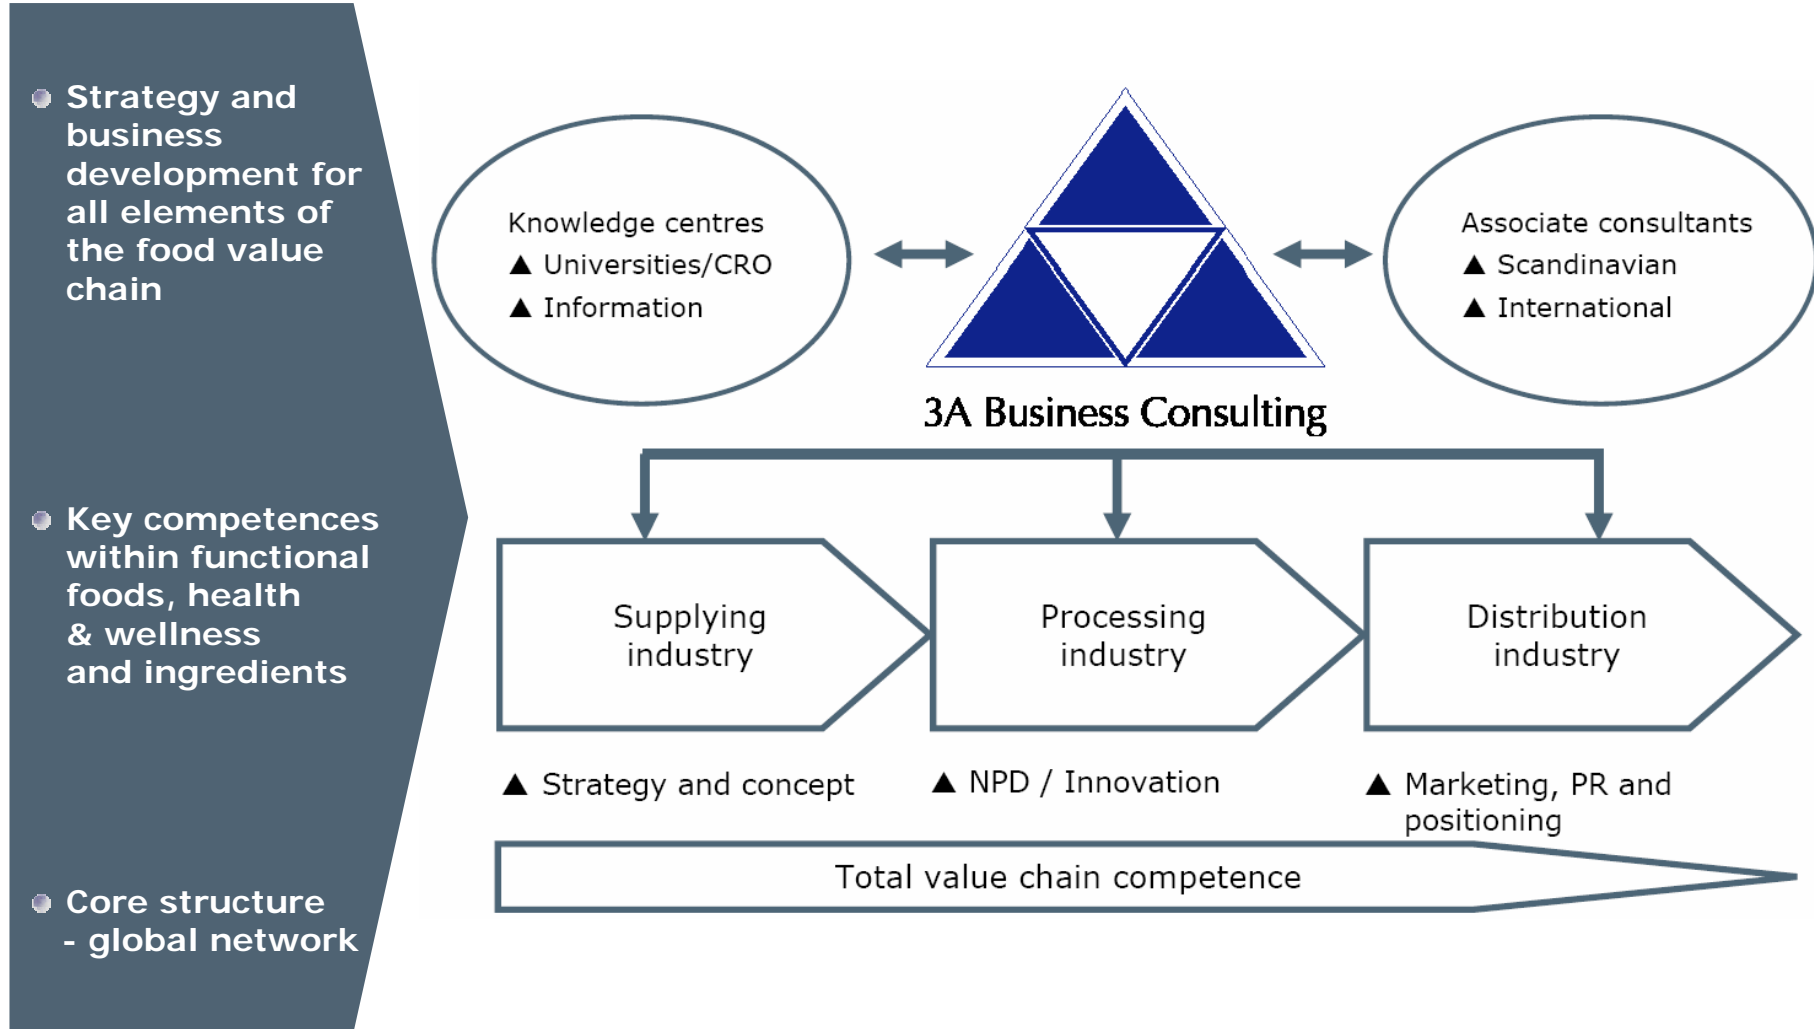 Strategy and
business
development for
all elements of
the food value
chain
Key competences
within functional
foods, health
& wellness
and ingredients
Core structure
- global network
Knowledge centres
▲ Universities/CRO
▲ Information
3A Business Consulting
Associate consultants
▲ Scandinavian
▲ International
Supplying
industry
Processing
industry
Distribution
industry
▲ Strategy and concept
▲ NPD / Innovation
▲ Marketing, PR and
positioning
Total value chain competence